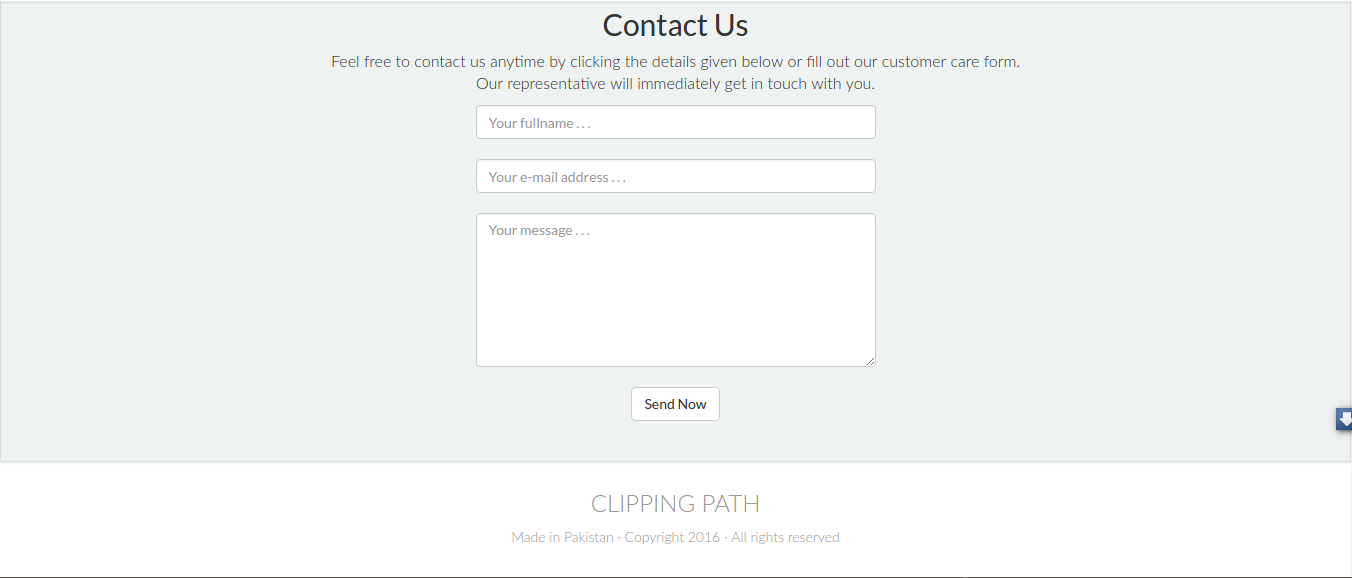 Contact Us
Feel free to contact us anytime by clicking the details given below or fill out our customer care form.
Our representative will immediately get in touch with you.
Your fullname . . .
Your e-mail address . . .
Your message . . .
Send Now
CLIPPING PATH
Made in Pakistan · Copyright 2016 · All rights reserved